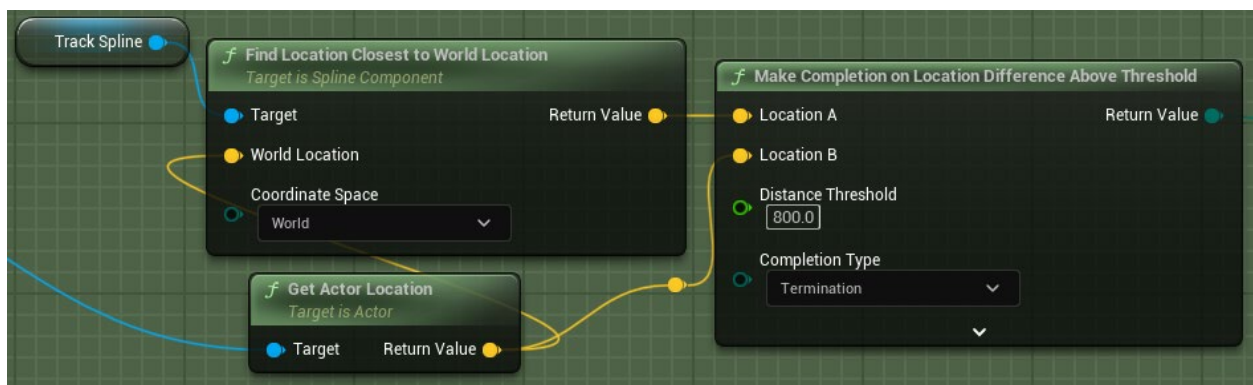 Track Spline
f Find Location Closest to World Location
Target is Spline Component
Target
Return Value
World Location
Coordinate Space
World
f Get Actor Location
Target is Actor
Target
Return Value
f Make Completion on Location Difference Above Threshold
Location A
Return Value
Location B
Distance Threshold
800.0
Completion Type
Termination